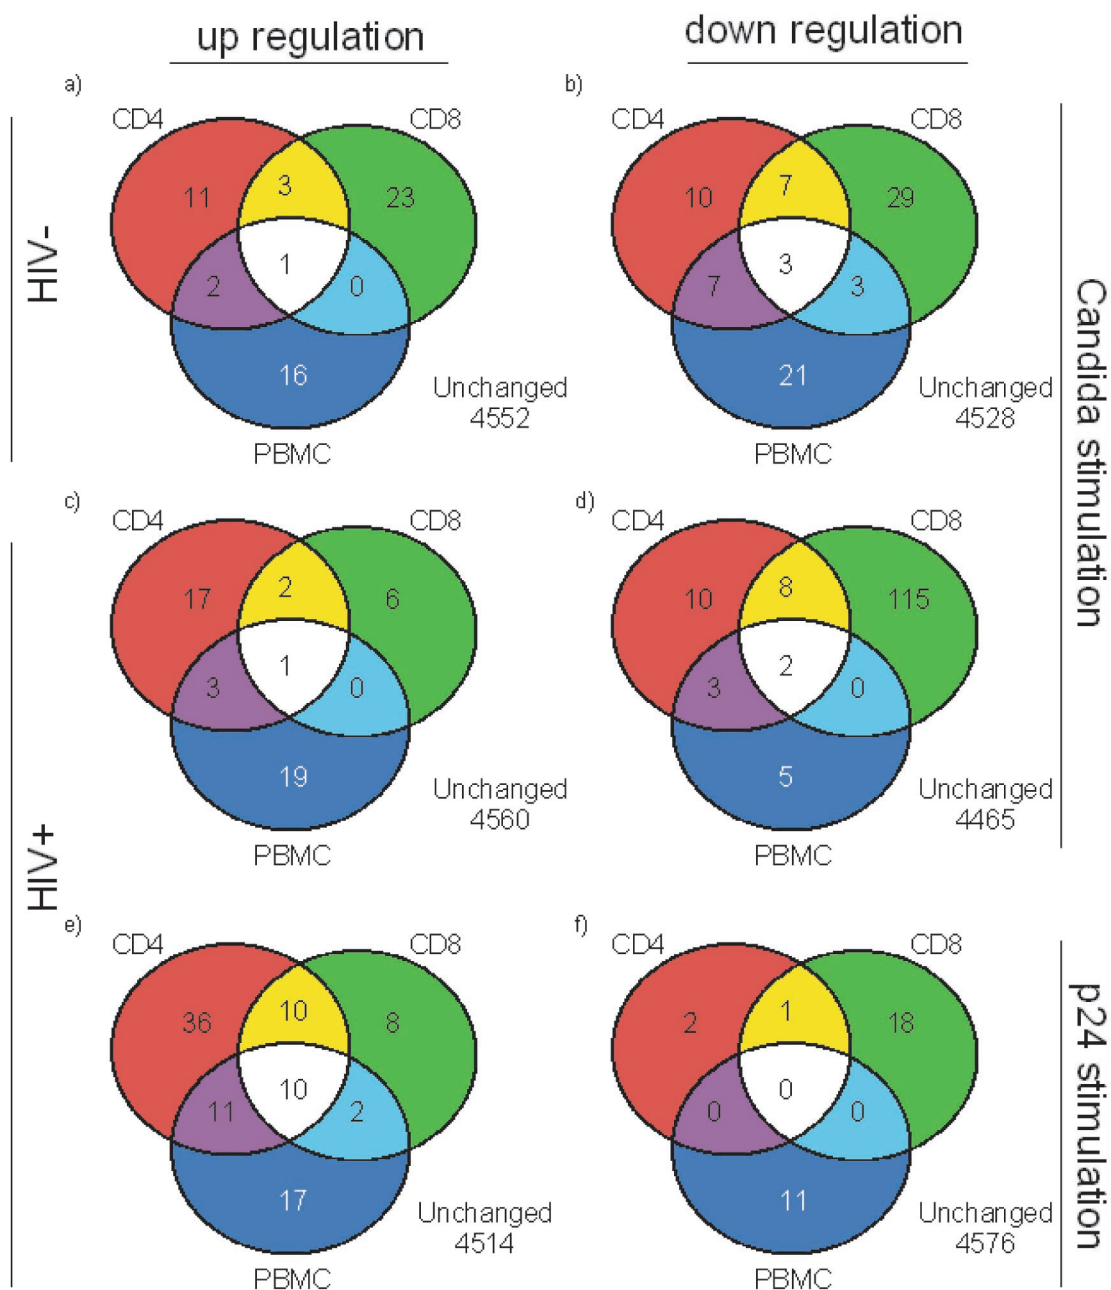 up regulation
down regulation
a)
b)
CD4
CD8
CD4
CD8
11
3
23
10
7
29
HIV-
2
1
0
7
3
3
16
Unchanged
4552
21
Unchanged
4528
PBMC
PBMC
Candida stimulation
c)
d)
CD4
CD8
CD4
CD8
17
2
6
10
8
115
3
1
0
3
2
0
19
Unchanged
4560
5
Unchanged
4465
PBMC
PBMC
HIV+
e)
f)
CD4
CD8
CD4
CD8
36
10
8
2
1
18
11
10
2
0
0
0
p24 stimulation
17
Unchanged
4514
11
Unchanged
4576
PBMC
PBMC